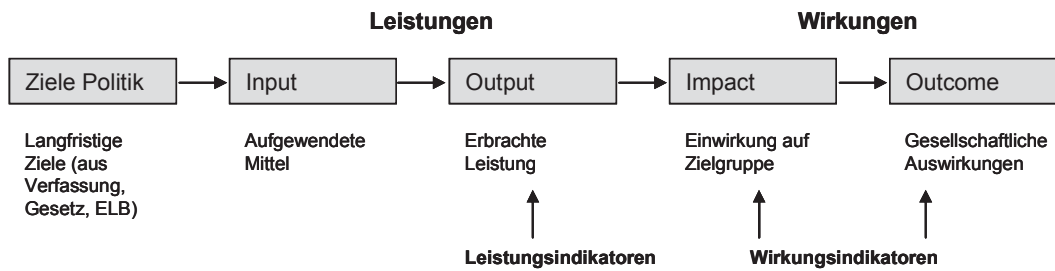 Leistungen
Wirkungen
Ziele Politik
Input
Output
Impact
Outcome
Langfristige
Ziele (aus
Verfassung,
Gesetz, ELB)
Aufgewendete
Mittel
Erbrachte
Leistung
Einwirkung auf
Zielgruppe
Gesellschaftliche
Auswirkungen
Leistungsindikatoren
Wirkungsindikatoren